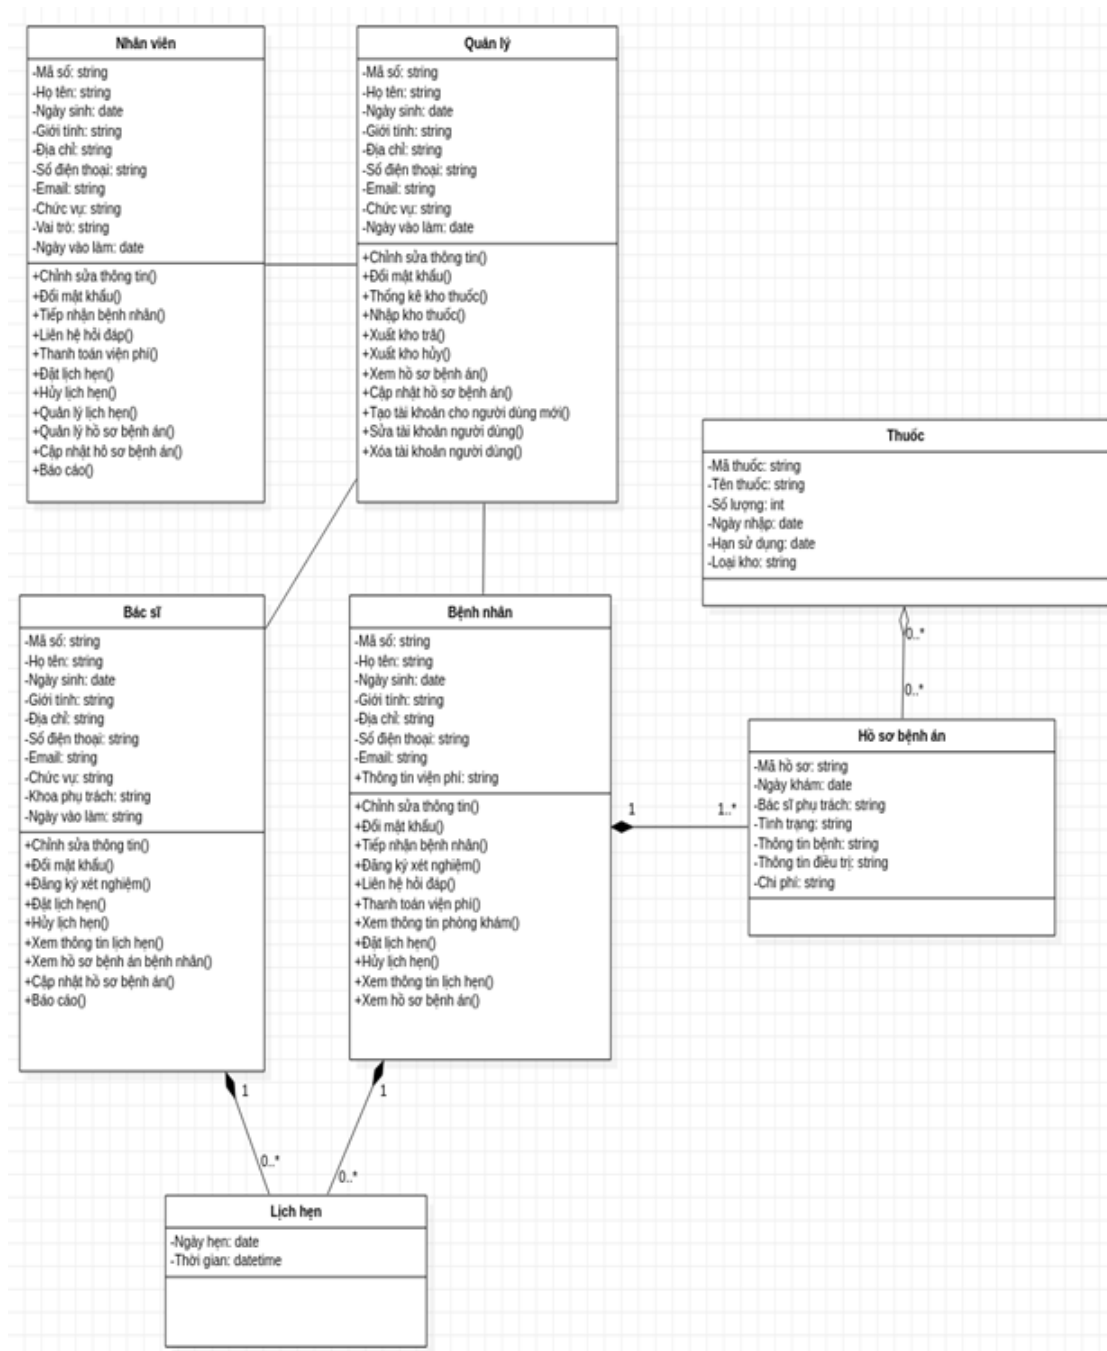 Nhân viên
-Mã số: string
-Họ tên: string
-Ngày sinh: date
-Giới tính: string
-Địa chỉ: string
-Số điện thoại: string
-Email: string
-Chức vụ: string
-Vai trò: string
-Ngày vào làm: date
+Chỉnh sửa thông tin()
+Đổi mật khẩu()
+Tiếp nhận bệnh nhân()
+Liên hệ hỏi đáp()
+Thanh toán viện phí()
+Đặt lịch hẹn()
+Hủy lịch hẹn()
+Quản lý lịch hẹn()
+Quản lý hồ sơ bệnh án()
+Cập nhật hồ sơ bệnh án()
+Báo cáo()
Quản lý
-Mã số: string
-Họ tên: string
-Ngày sinh: date
-Giới tính: string
-Địa chỉ: string
-Số điện thoại: string
-Email: string
-Chức vụ: string
-Ngày vào làm: date
+Chỉnh sửa thông tin()
+Đổi mật khẩu()
+Thống kê kho thuốc()
+Nhập kho thuốc()
+Xuất kho trả()
+Xuất kho hủy()
+Xem hồ sơ bệnh án()
+Cập nhật hồ sơ bệnh án()
+Tạo tài khoản cho người dùng mới()
+Sửa tài khoản người dùng()
+Xóa tài khoản người dùng()
Thuốc
-Mã thuốc: string
-Tên thuốc: string
-Số lượng: int
-Ngày nhập: date
-Hạn sử dụng: date
-Loại kho: string
0..*
0..*
Bác sĩ
-Mã số: string
-Họ tên: string
-Ngày sinh: date
-Giới tính: string
-Địa chỉ: string
-Số điện thoại: string
-Email: string
-Chức vụ: string
-Khoa phụ trách: string
-Ngày vào làm: string
+Chỉnh sửa thông tin()
+Đổi mật khẩu()
+Đăng ký xét nghiệm()
+Đặt lịch hẹn()
+Hủy lịch hẹn()
+Xem thông tin lịch hẹn()
+Xem hồ sơ bệnh án bệnh nhân()
+Cập nhật hồ sơ bệnh án()
+Báo cáo()
Bệnh nhân
-Mã số: string
-Họ tên: string
-Ngày sinh: date
-Giới tính: string
-Địa chỉ: string
-Số điện thoại: string
-Email: string
+Thông tin viện phí: string
+Chỉnh sửa thông tin()
+Đổi mật khẩu()
+Tiếp nhận bệnh nhân()
+Đăng ký xét nghiệm()
+Liên hệ hỏi đáp()
+Thanh toán viện phí()
+Xem thông tin phòng khám()
+Đặt lịch hẹn()
+Hủy lịch hẹn()
+Xem thông tin lịch hẹn()
+Xem hồ sơ bệnh án()
1
1..*
Hồ sơ bệnh án
-Mã hồ sơ: string
-Ngày khám: date
-Bác sĩ phụ trách: string
-Tình trạng: string
-Thông tin bệnh: string
-Thông tin điều trị: string
-Chi phí: string
1
1
0..*
0..*
Lịch hẹn
-Ngày hẹn: date
-Thời gian: datetime